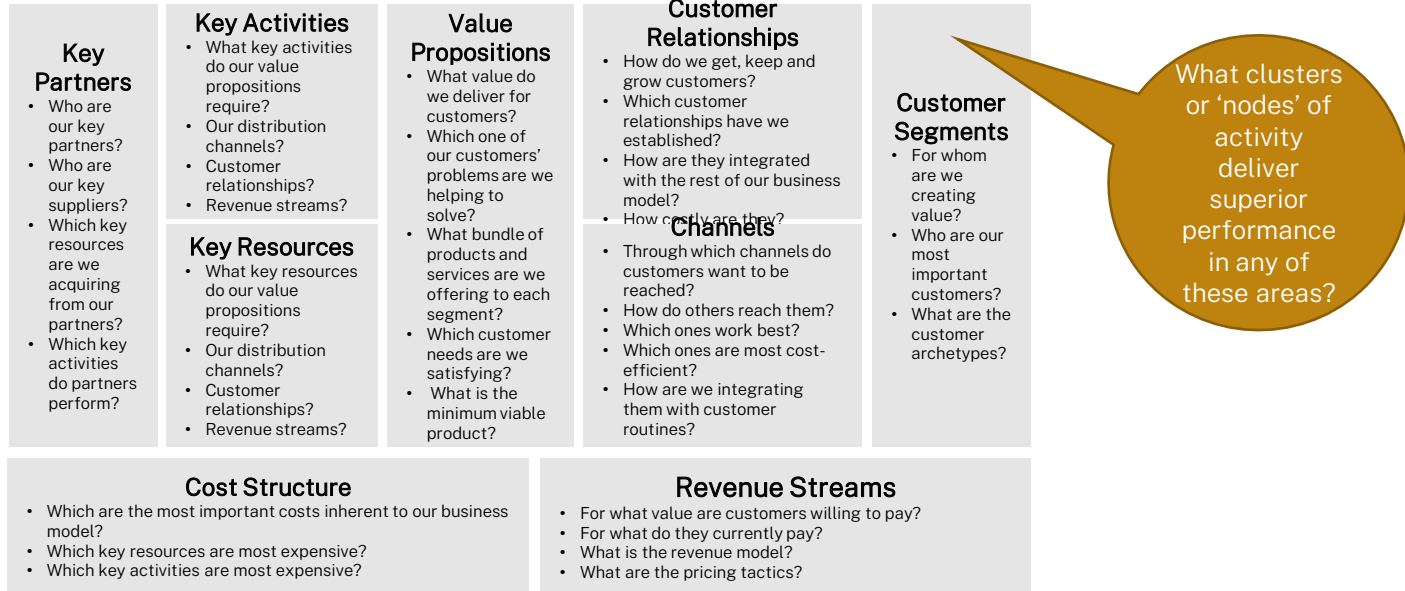 Key
Partners
• Who are
our key
partners?
• Who are
our key
suppliers?
• Which key
resources
are we
acquiring
from our
partners?
• Which key
activities
do partners
perform?
Key Activities
• What key activities
do our value
propositions
require?
• Our distribution
channels?
• Customer
relationships?
• Revenue streams?
Key Resources
• What key resources
do our value
propositions
require?
• Our distribution
channels?
• Customer
relationships?
• Revenue streams?
Value
Propositions
• What value do
we deliver for
customers?
• Which one of
our customers’
problems are we
helping to
solve?
• What bundle of
products and
services are we
offering to each
segment?
• Which customer
needs are we
satisfying?
• What is the
minimum viable
product?
Customer
Relationships
• How do we get, keep and
grow customers?
• Which customer
relationships have we
established?
• How are they integrated
with the rest of our business
model?
• How costly are they?
Channels
• Through which channels do
customers want to be
reached?
• How do others reach them?
• Which ones work best?
• Which ones are most cost-
efficient?
• How are we integrating
them with customer
routines?
Customer
Segments
• For whom
are we
creating
value?
• Who are our
most
important
customers?
• What are the
customer
archetypes?
What clusters
or ‘nodes’ of
activity
deliver
superior
performance
in any of
these areas?
Cost Structure
• Which are the most important costs inherent to our business
model?
• Which key resources are most expensive?
• Which key activities are most expensive?
Revenue Streams
• For what value are customers willing to pay?
• For what do they currently pay?
• What is the revenue model?
• What are the pricing tactics?